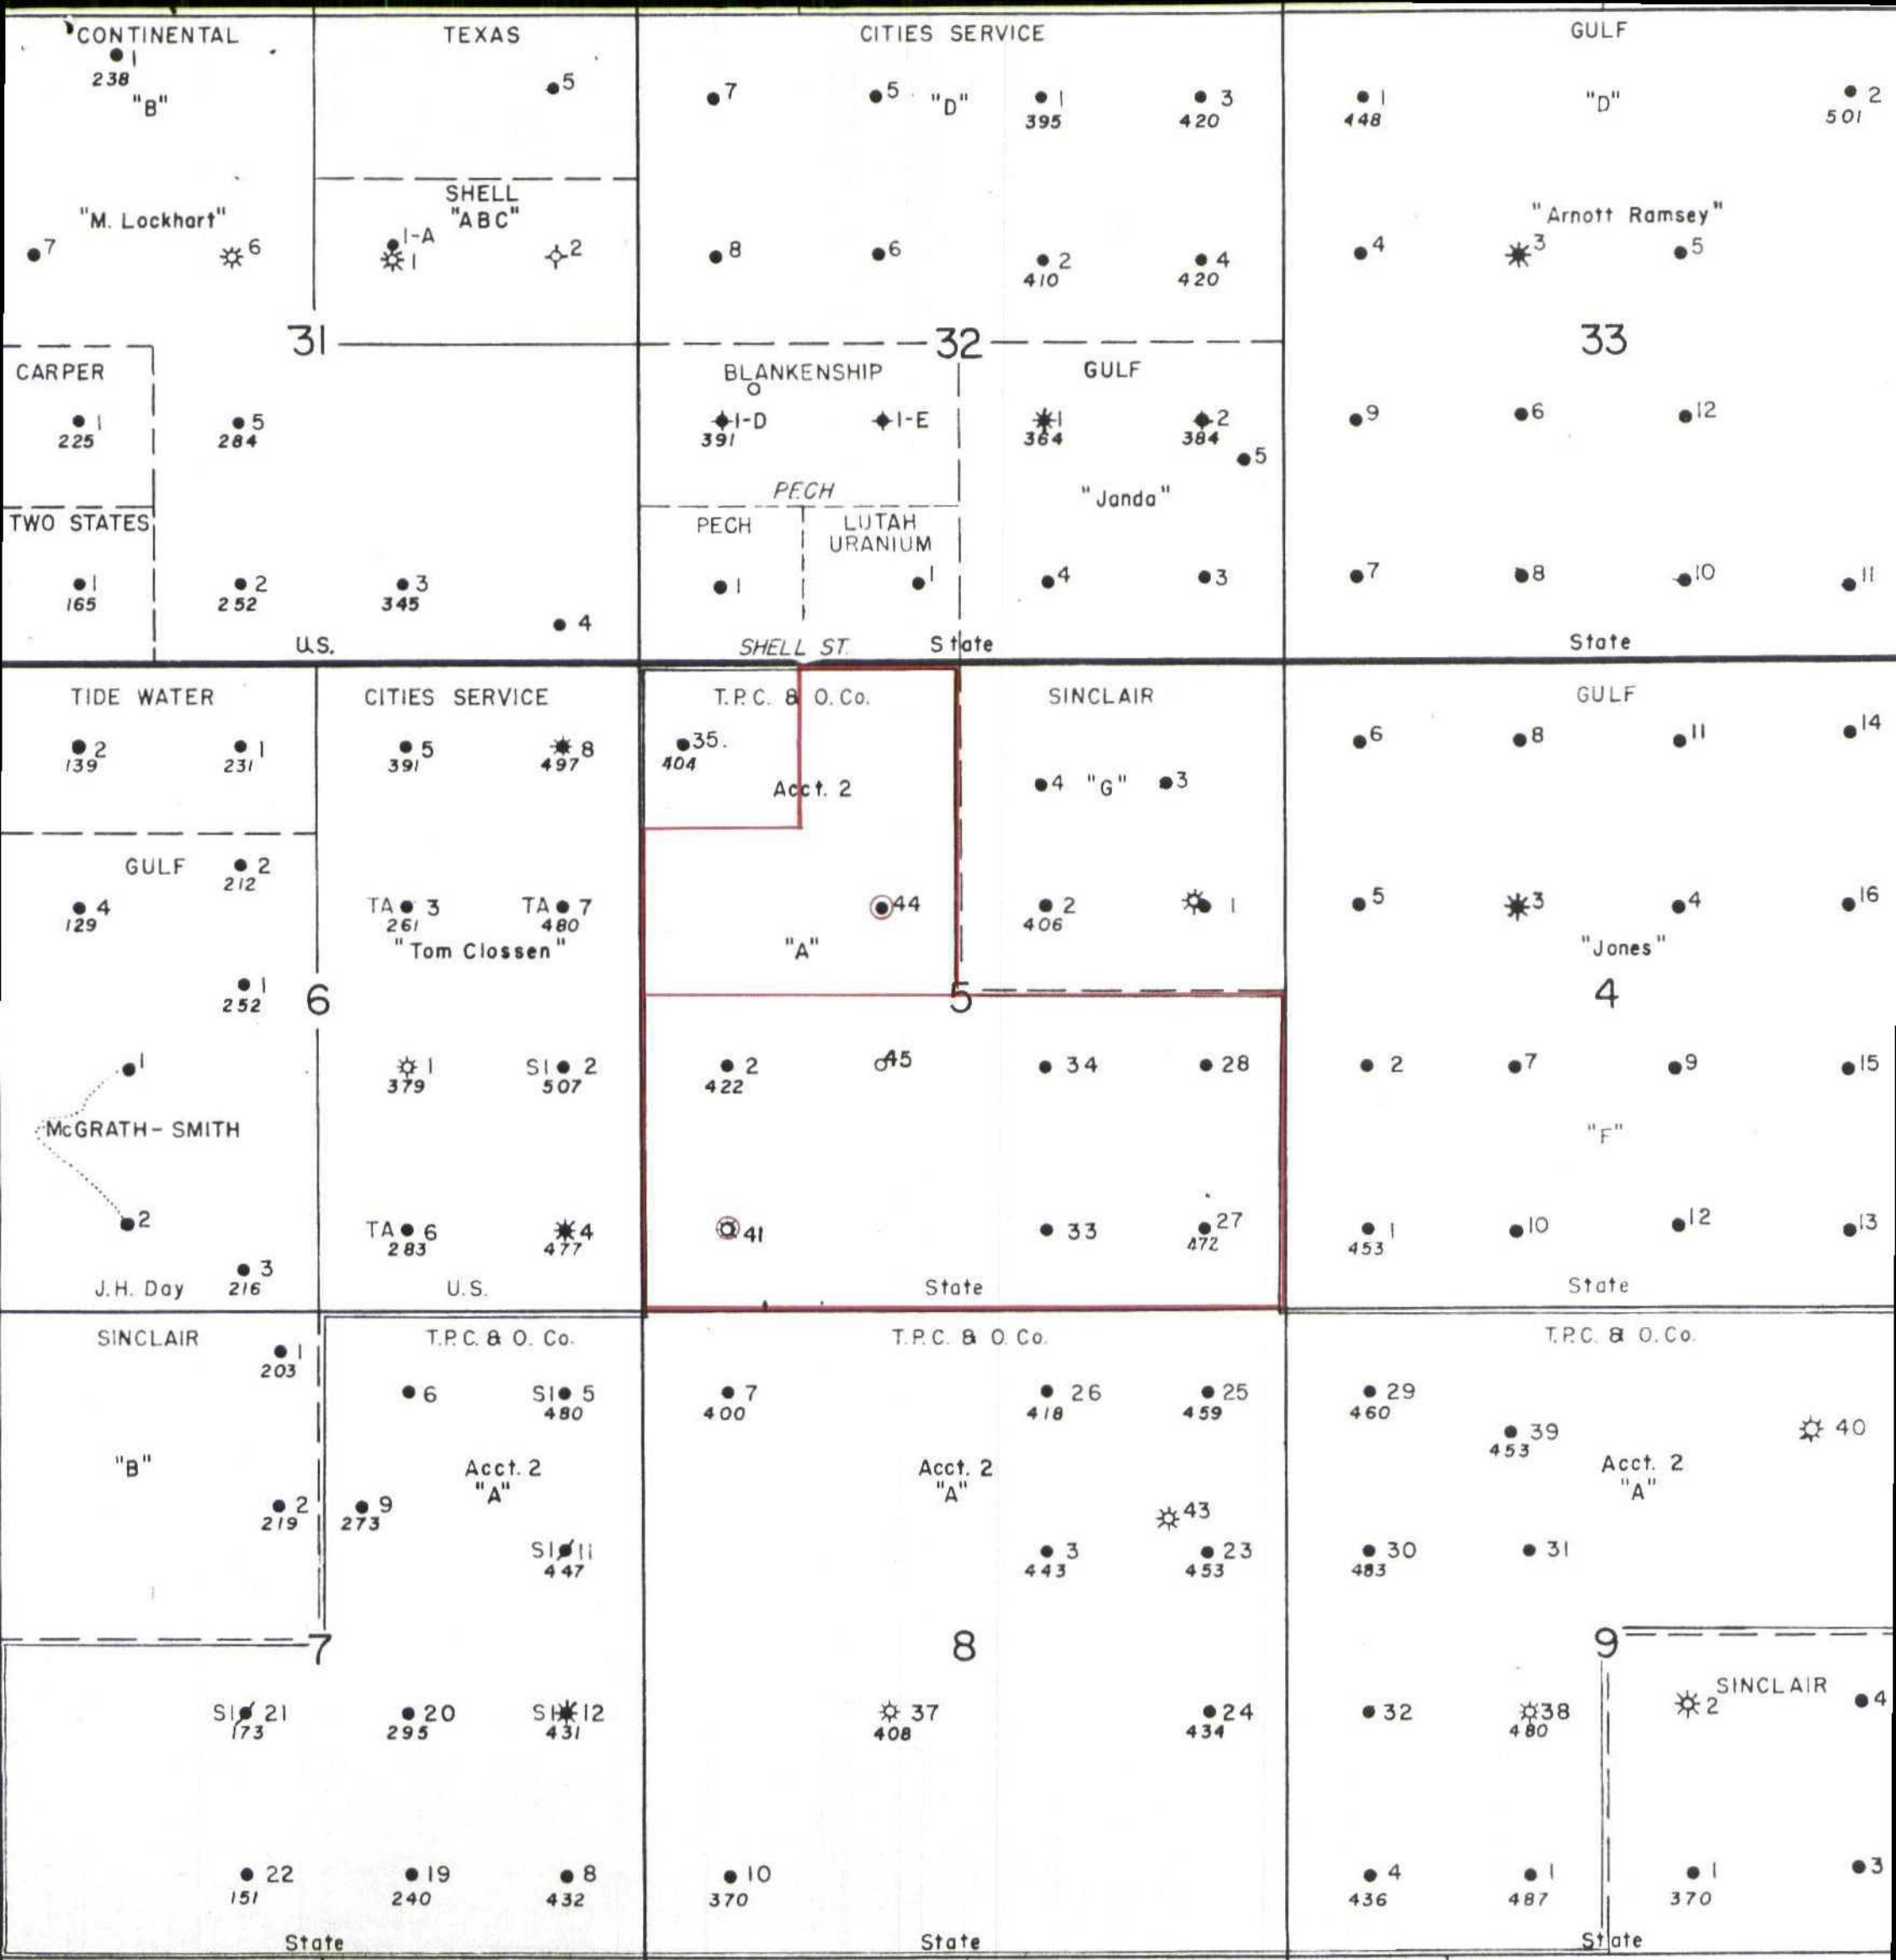 CONTINENTAL
1
238
"B"
"M. Lockhart"
7
6
TEXAS
5
SHELL
"ABC"
1-A
1
2
31
CARPER
1
225
5
284
TWO STATES
1
165
2
252
3
345
4
U.S.
CITIES SERVICE
7
5
"D"
1
395
3
420
8
6
2
410
4
420
32
BLANKENSHIP
1-D
391
1-E
PECH
PECH
1
LUTAH
URANIUM
1
SHELL ST.
State
GULF
1
364
2
384
5
"Janda"
4
3
GULF
1
448
"D"
2
501
"Arnott Ramsey"
4
3
5
33
9
6
12
7
8
10
11
State
TIDE WATER
2
139
1
231
GULF
2
212
4
129
1
252
1
McGRATH-SMITH
2
3
216
J.H. Day
6
CITIES SERVICE
5
391
8
497
TA 3
261
TA 7
480
"Tom Clossen"
1
379
SI 2
507
TA 6
283
4
477
U.S.
T.P.C. & O.Co.
35.
404
Acct. 2
44
"A"
SINCLAIR
4 "G" 3
2
406
1
5
2
422
45
34
28
41
33
27
472
State
GULF
6
8
11
14
5
3
4
16
"Jones"
4
2
7
9
15
"F"
1
453
10
12
13
State
SINCLAIR
1
203
"B"
2
219
T.P.C. & O. Co.
6
SI 5
480
Acct. 2
"A"
9
273
SI 11
447
7
SI 21
173
20
295
SI 12
431
22
151
19
240
8
432
State
T.P.C. & O. Co.
7
400
26
418
25
459
Acct. 2
"A"
43
3
443
23
453
8
37
408
24
434
10
370
State
T.P.C. & O.Co.
29
460
39
453
40
Acct. 2
"A"
30
483
31
9
32
38
480
SINCLAIR
2
4
4
436
1
487
1
370
3
State